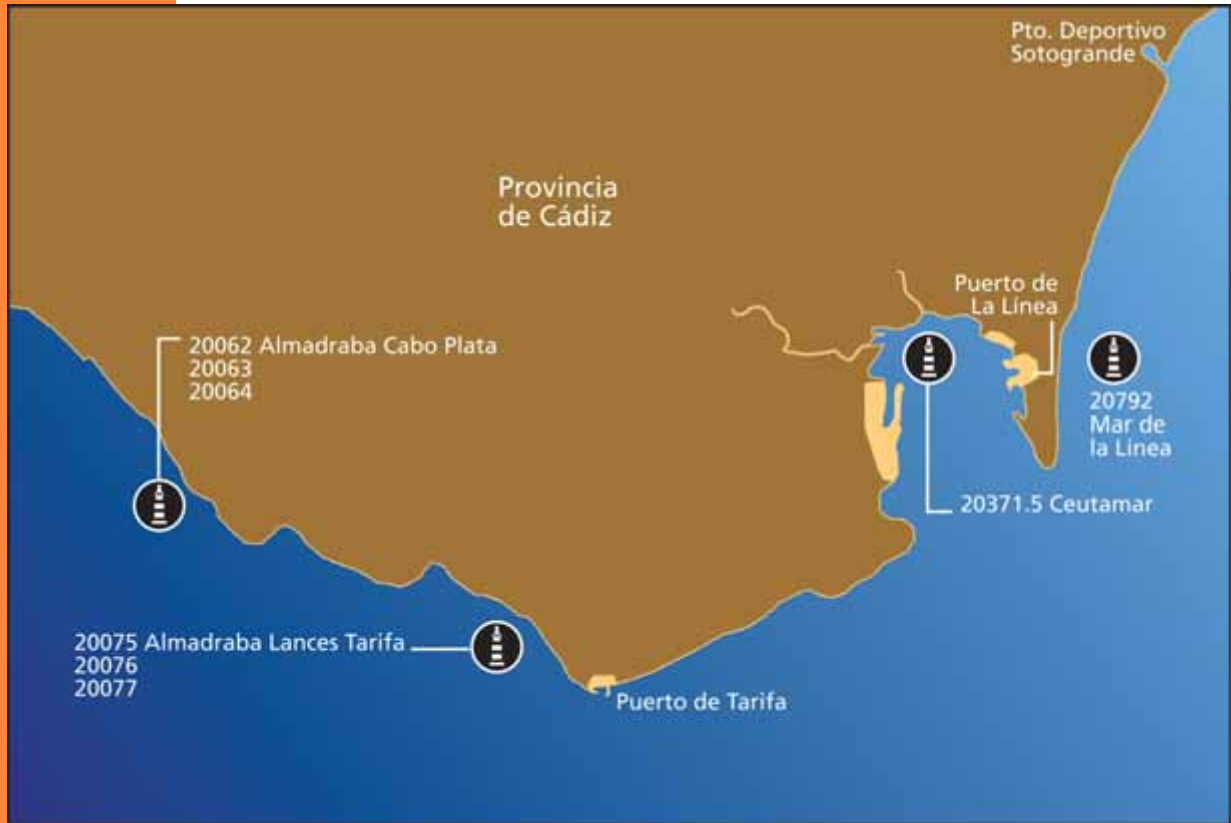 Pto. Deportivo
Sotogrande
Provincia
de Cádiz
Puerto de
La Línea
20062 Almadraba Cabo Plata
20063
20064
20792
Mar de
la Linea
20371.5 Ceutamar
20075 Almadraba Lances Tarifa
20076
20077
Puerto de Tarifa